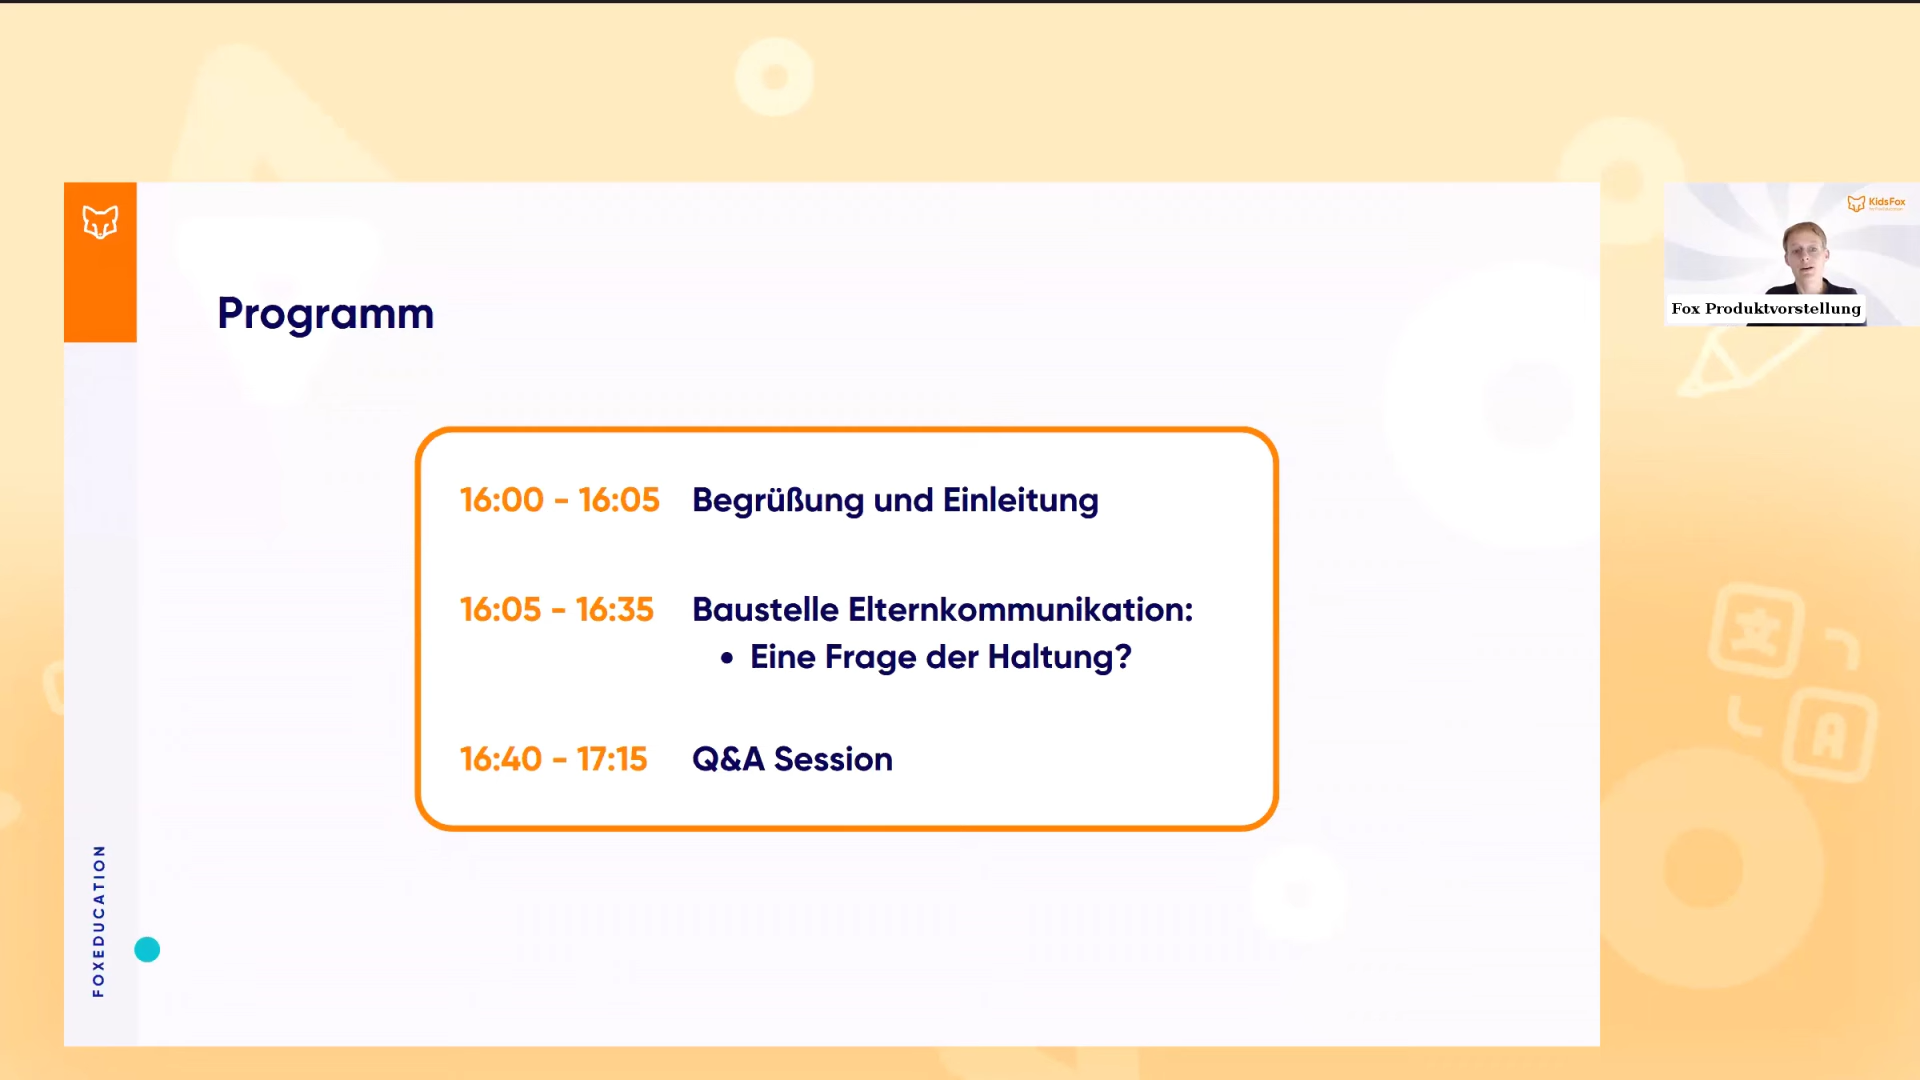 Programm
16:00 - 16:05 Begrüßung und Einleitung
16:05 - 16:35 Baustelle Elternkommunikation:
• Eine Frage der Haltung?
16:40 - 17:15 Q&A Session
FOXEDUCATION
KidsFox
Fox Produktvorstellung